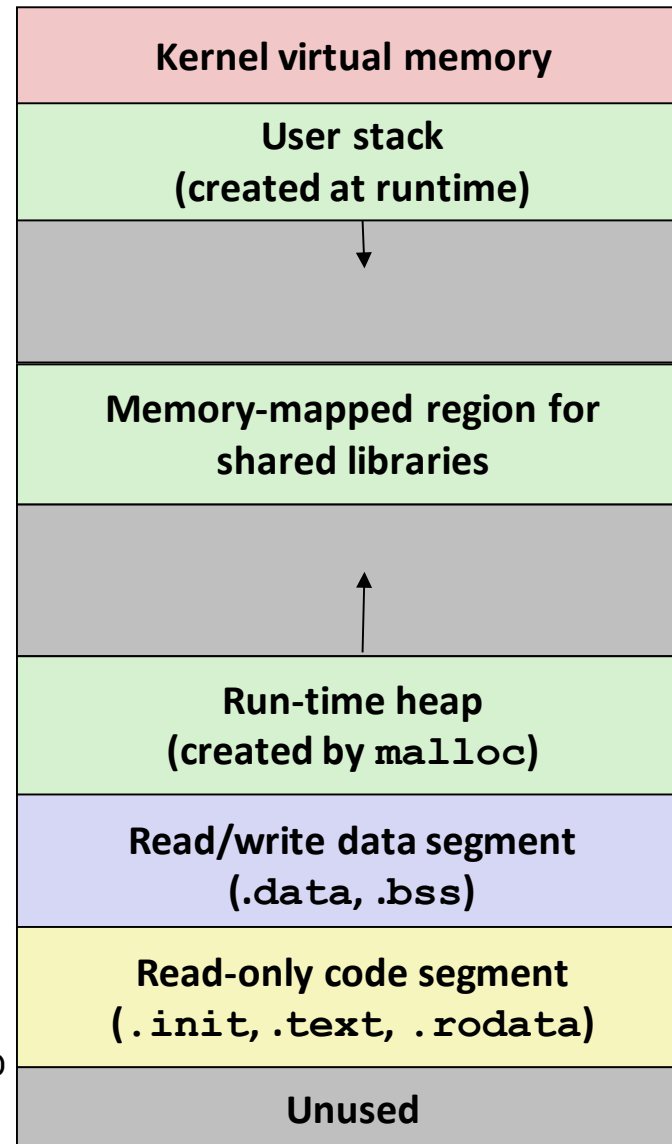 Kernel virtual memory
User stack
(created at runtime)
Memory-mapped region for
shared libraries
Run-time heap
(created by malloc)
Read/write data segment
(.data, .bss)
Read-only code segment
(.init, .text, .rodata)
Unused